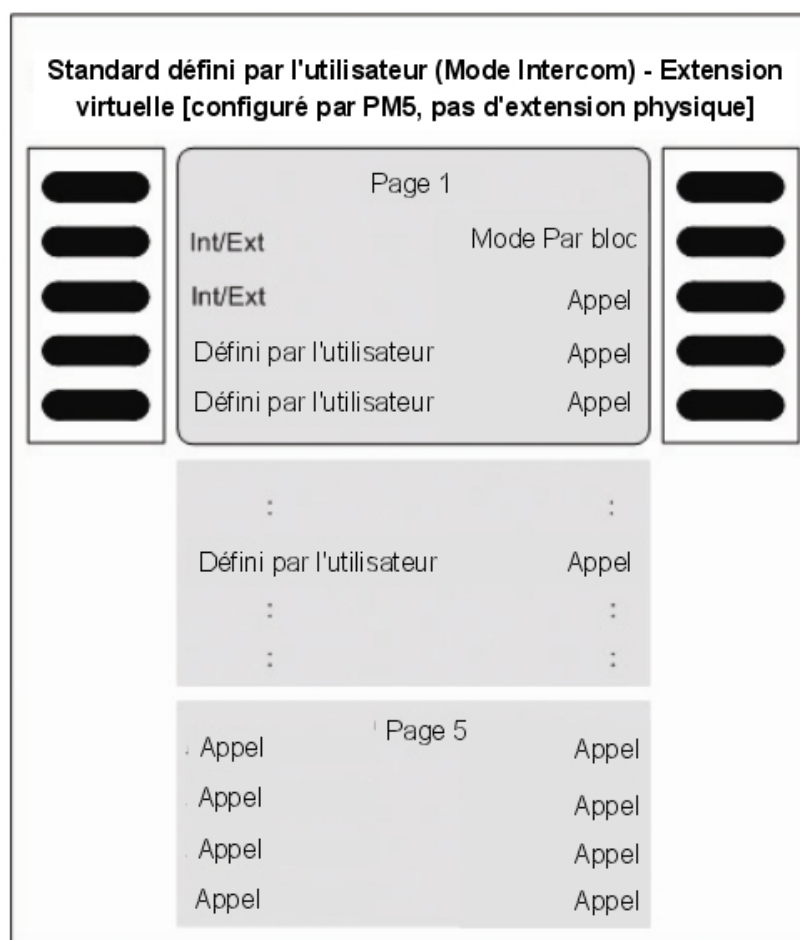 Standard défini par l'utilisateur (Mode Intercom) - Extension
virtuelle [configuré par PM5, pas d'extension physique]
Page 1
Int/Ext Mode Par bloc
Int/Ext Appel
Défini par l'utilisateur Appel
Défini par l'utilisateur Appel
: :
Défini par l'utilisateur Appel
: :
: :
Page 5
Appel Appel
Appel Appel
Appel Appel
Appel Appel